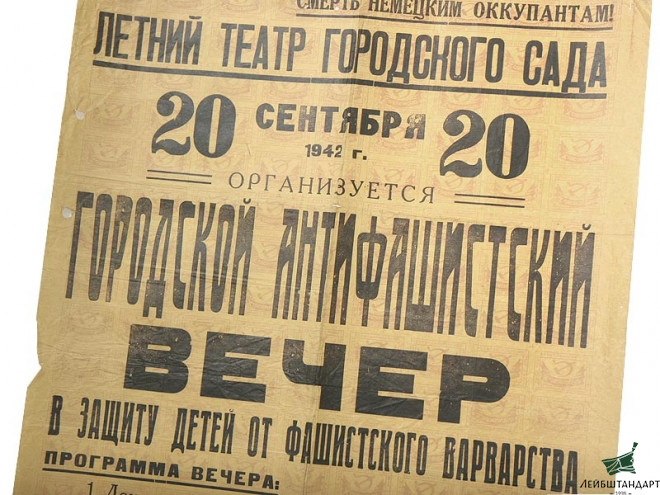 СМЕРТЬ НЕМЕЦКИМ ОККУПАНТАМ!
ЛЕТНИЙ ТЕАТР ГОРОДСКОГО САДА
20 СЕНТЯБРЯ 20
1942 г.
ОРГАНИЗУЕТСЯ
ГОРОДСКОЙ АНТИФАШИСТСКИЙ
ВЕЧЕР
В ЗАЩИТУ ДЕТЕЙ ОТ ФАШИСТСКОГО ВАРВАРСТВА
ПРОГРАММА ВЕЧЕРА:
1.
ЛЕЙБШТАНДАРТ